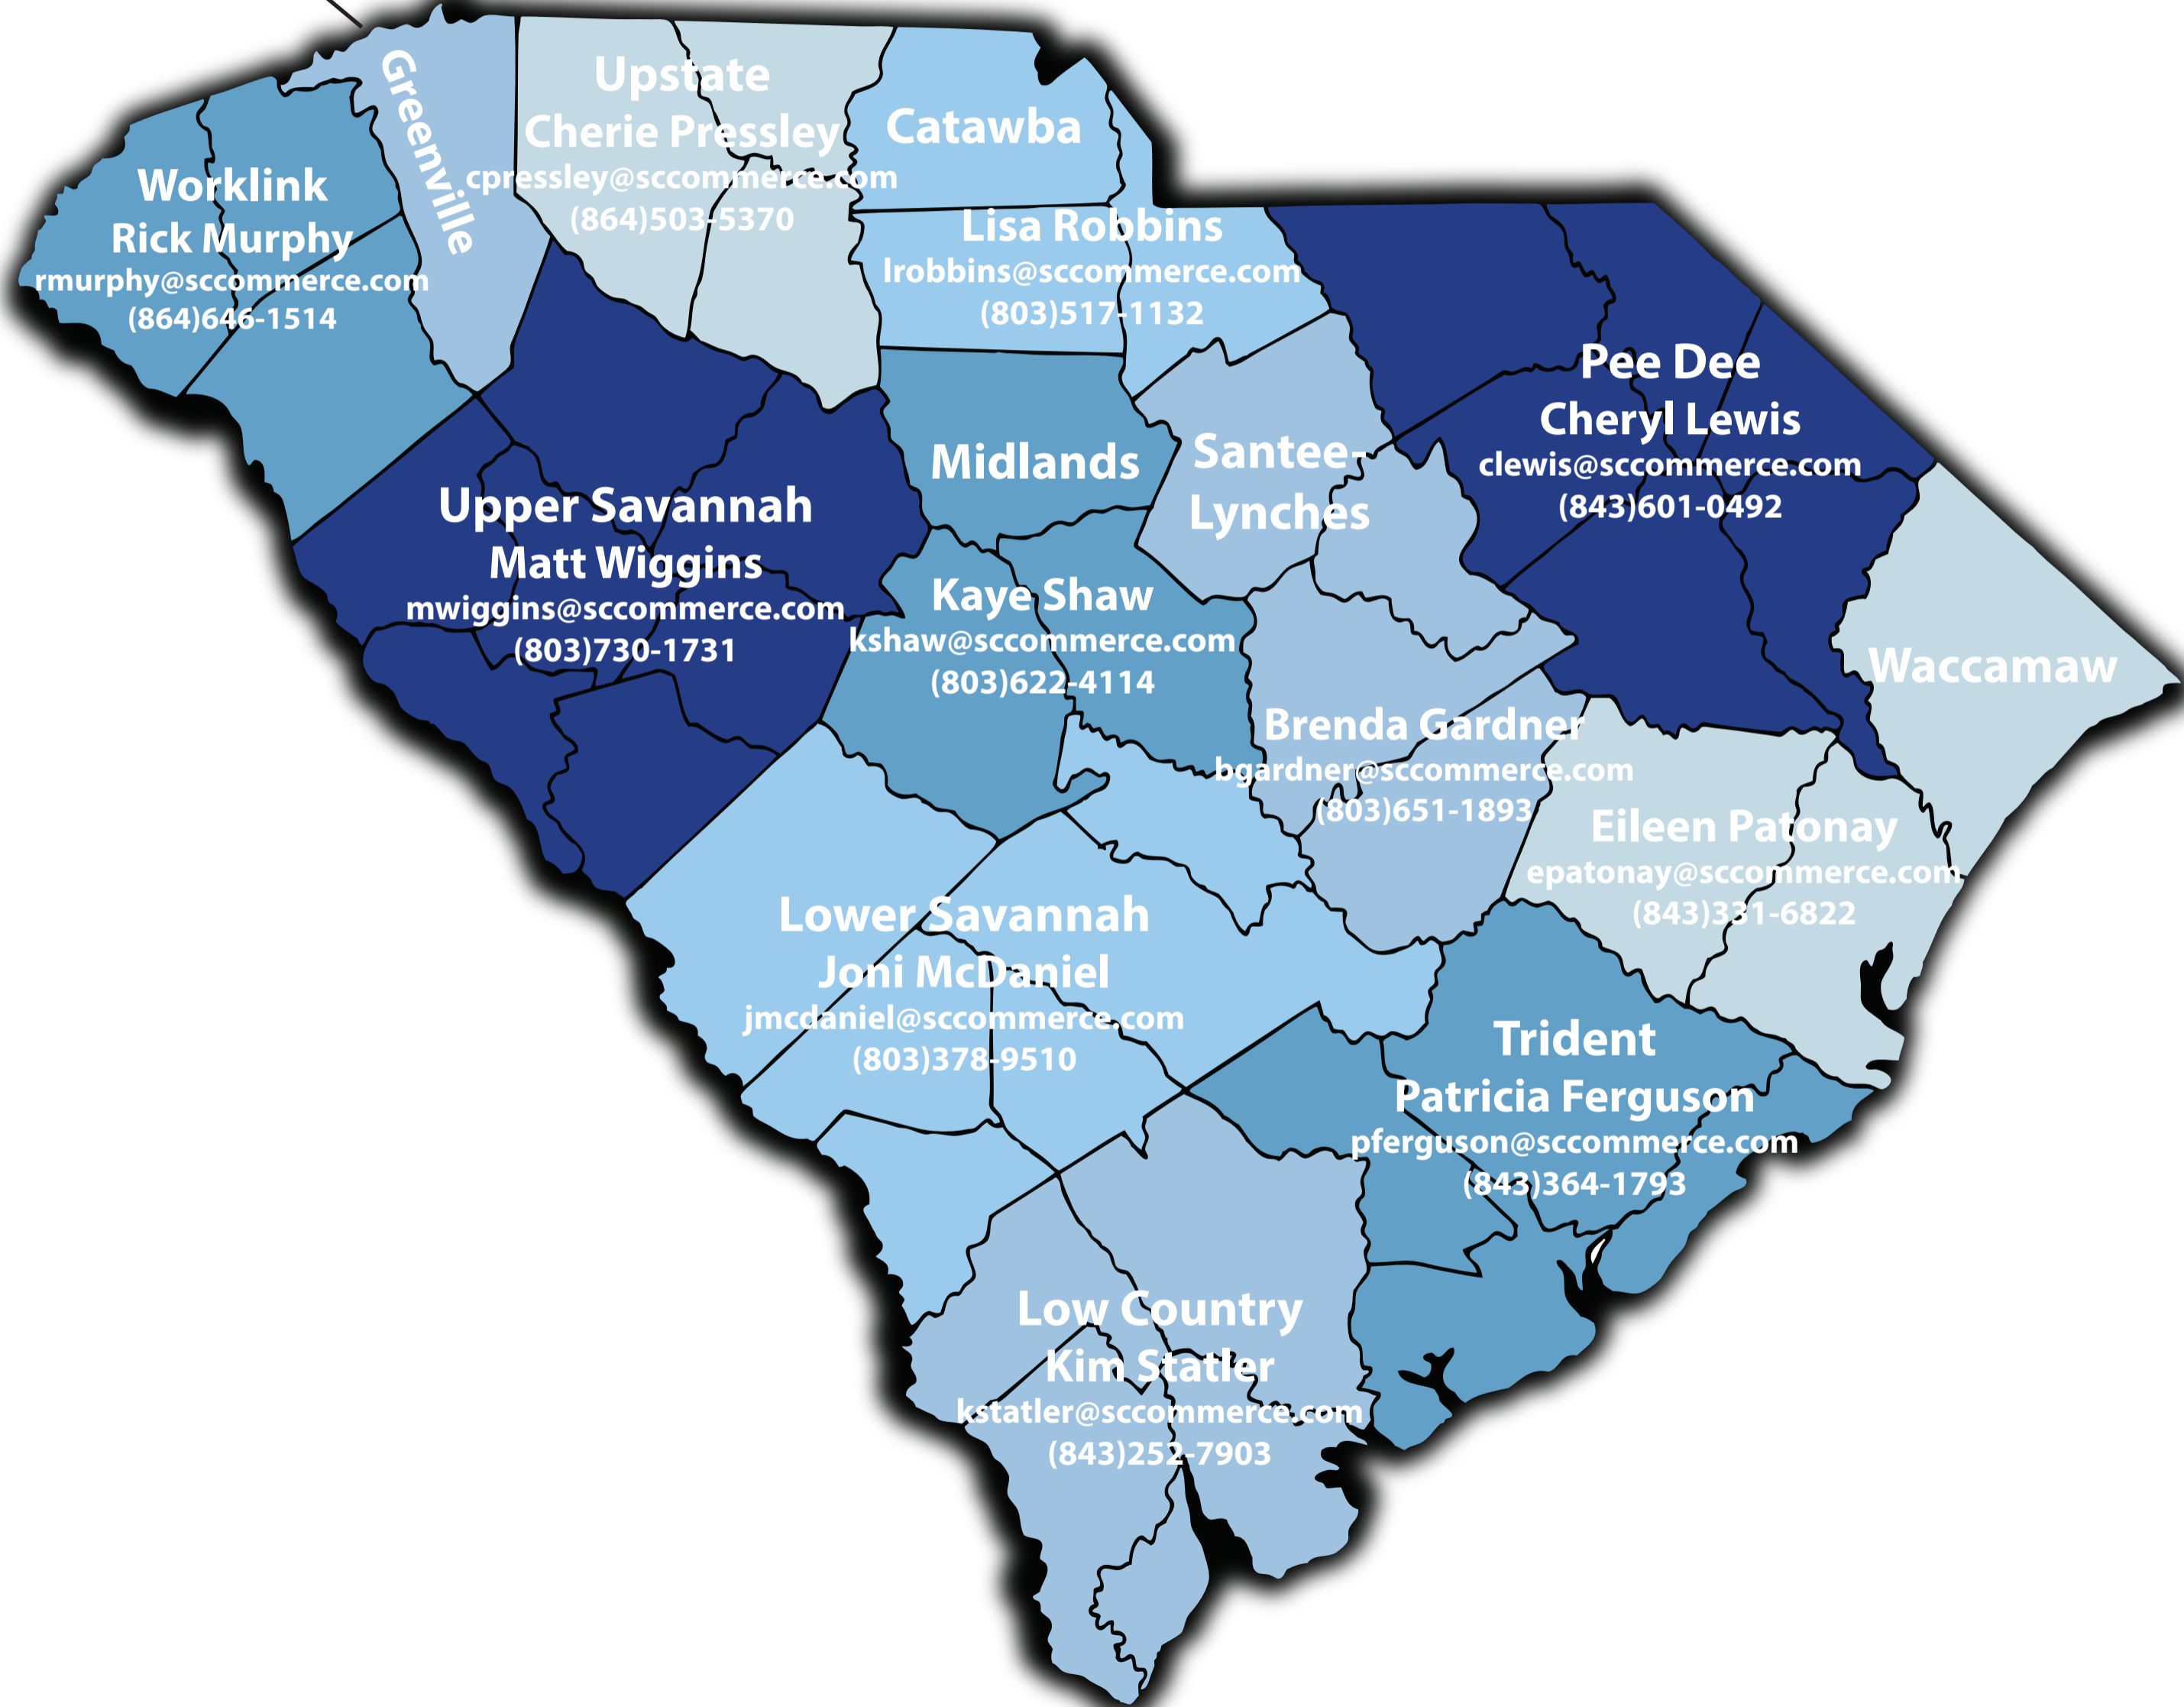 Greenville
Worklink
Rick Murphy
rmurphy@sccommerce.com
(864)646-1514
Upstate
Cherie Pressley
cpressley@sccommerce.com
(864)503-5370
Catawba
Lisa Robbins
lrobbins@sccommerce.com
(803)517-1132
Pee Dee
Cheryl Lewis
clewis@sccommerce.com
(843)601-0492
Upper Savannah
Matt Wiggins
mwiggins@sccommerce.com
(803)730-1731
Midlands
Kaye Shaw
kshaw@sccommerce.com
(803)622-4114
Santee-
Lynches
Brenda Gardner
bgardner@sccommerce.com
(803)651-1893
Waccamaw
Eileen Patonay
epatonay@sccommerce.com
(843)331-6822
Lower Savannah
Joni McDaniel
jmcdaniel@sccommerce.com
(803)378-9510
Trident
Patricia Ferguson
pferguson@sccommerce.com
(843)364-1793
Low Country
Kim Statler
kstatler@sccommerce.com
(843)252-7903